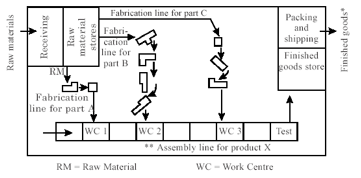 Fabrication line for part C
Raw materials
Receiving
Raw
material
stores
Fabri-
cation
line for
part B
Packing
and
shipping
Finished
goods store
Finished goods*
RM
Fabrication
line for part A
WC 1
WC 2
WC 3
Test
** Assembly line for product X
RM – Raw Material
WC – Work Centre